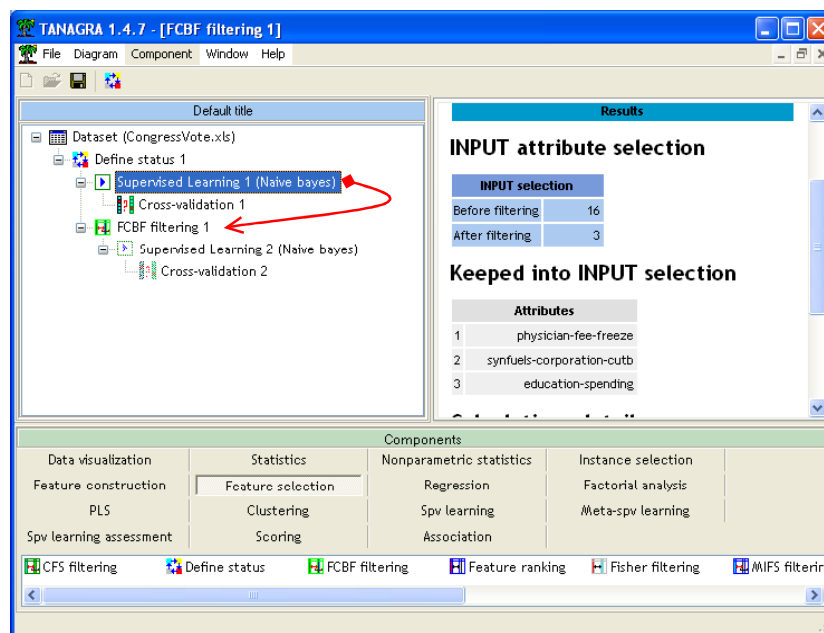 TANAGRA 1.4.7 - [FCBF filtering 1]
File Diagram Component Window Help
Default title
Dataset (CongressVote.xls)
Define status 1
Supervised Learning 1 (Naive bayes)
Cross-validation 1
FCBF filtering 1
Supervised Learning 2 (Naive bayes)
Cross-validation 2
Results
INPUT attribute selection
INPUT selection
Before filtering 16
After filtering 3
Keeped into INPUT selection
Attributes
1 physician-fee-freeze
2 synfuels-corporation-cutb
3 education-spending
Components
Data visualization Statistics Nonparametric statistics Instance selection
Feature construction Feature selection Regression Factorial analysis
PLS Clustering Spv learning Meta-spv learning
Spv learning assessment Scoring Association
CFS filtering Define status FCBF filtering Feature ranking Fisher filtering MIFS filterin